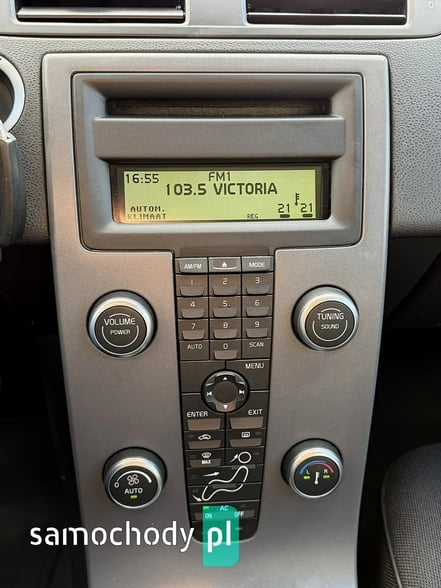 16:55 FM1
103.5 VICTORIA
AUTOM. 21 21
KLIMAAT REG
AM/FM MODE
1 2 3
4 5 6
7 8 9
AUTO 0 SCAN
VOLUME
POWER
TUNING
SOUND
MENU
ENTER EXIT
MAX
0
AUTO
R
AC
ON OFF
samochody pl